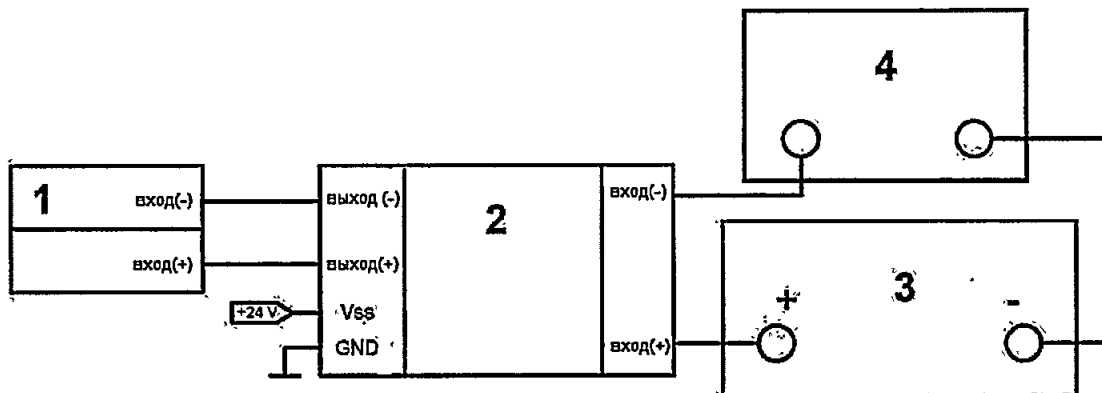 4
1
вход(-)
выход (-)
2
вход(-)
вход(+)
выход(+)
3
+24 V
Vss
+ -
GND
вход(+)